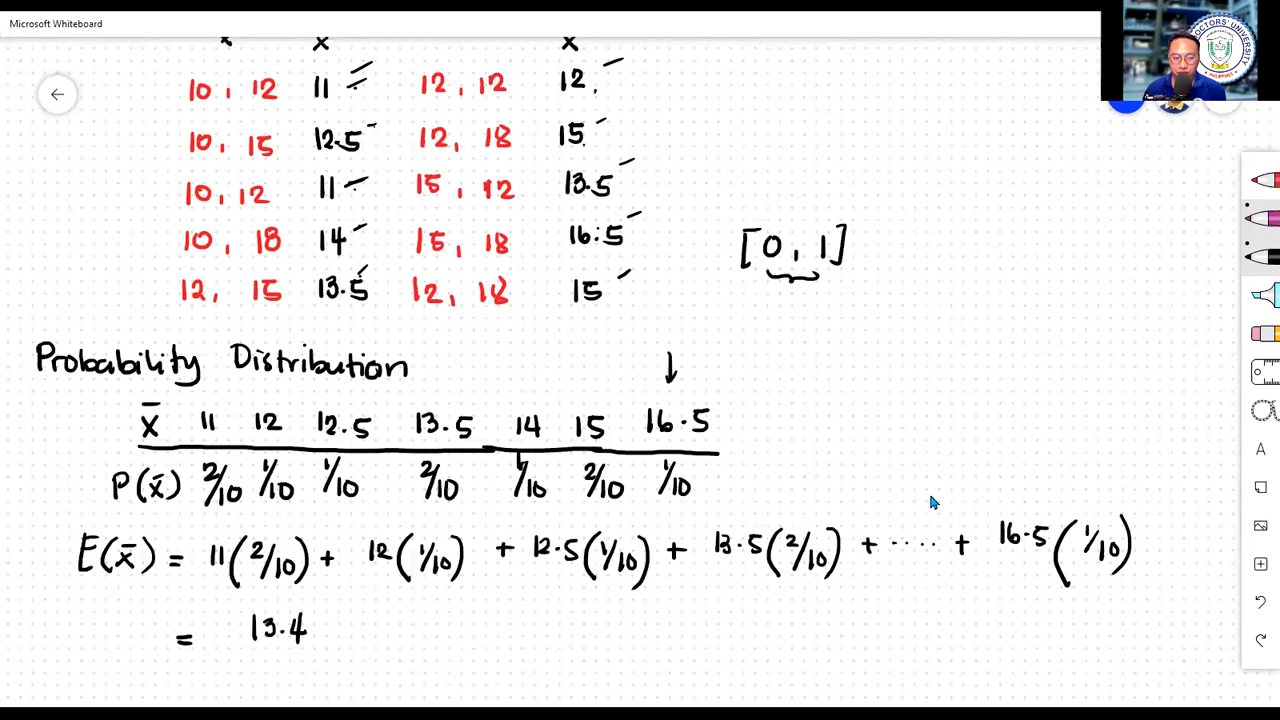 Microsoft Whiteboard
x x̄ x̄
10, 12 11 12, 12 12
10, 15 12.5 12, 18 15
10, 12 11 15, 12 13.5
10, 18 14 15, 18 16.5
12, 15 13.5 12, 18 15
[0, 1]
Probability Distribution
x̄ 11 12 12.5 13.5 14 15 16.5
P(x̄) 2/10 1/10 1/10 2/10 1/10 2/10 1/10
E(x̄) = 11(2/10) + 12(1/10) + 12.5(1/10) + 13.5(2/10) + ..... + 16.5(1/10)
= 13.4
A